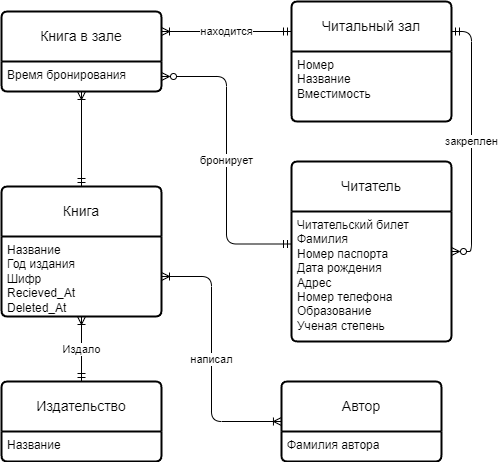 Книга в зале
Время бронирования
находится
Читальный зал
Номер
Название
Вместимость
закреплен
бронирует
Читатель
Читательский билет
Фамилия
Номер паспорта
Дата рождения
Адрес
Номер телефона
Образование
Ученая степень
Книга
Название
Год издания
Шифр
Recieved_At
Deleted_At
Издало
написал
Издательство
Название
Автор
Фамилия автора